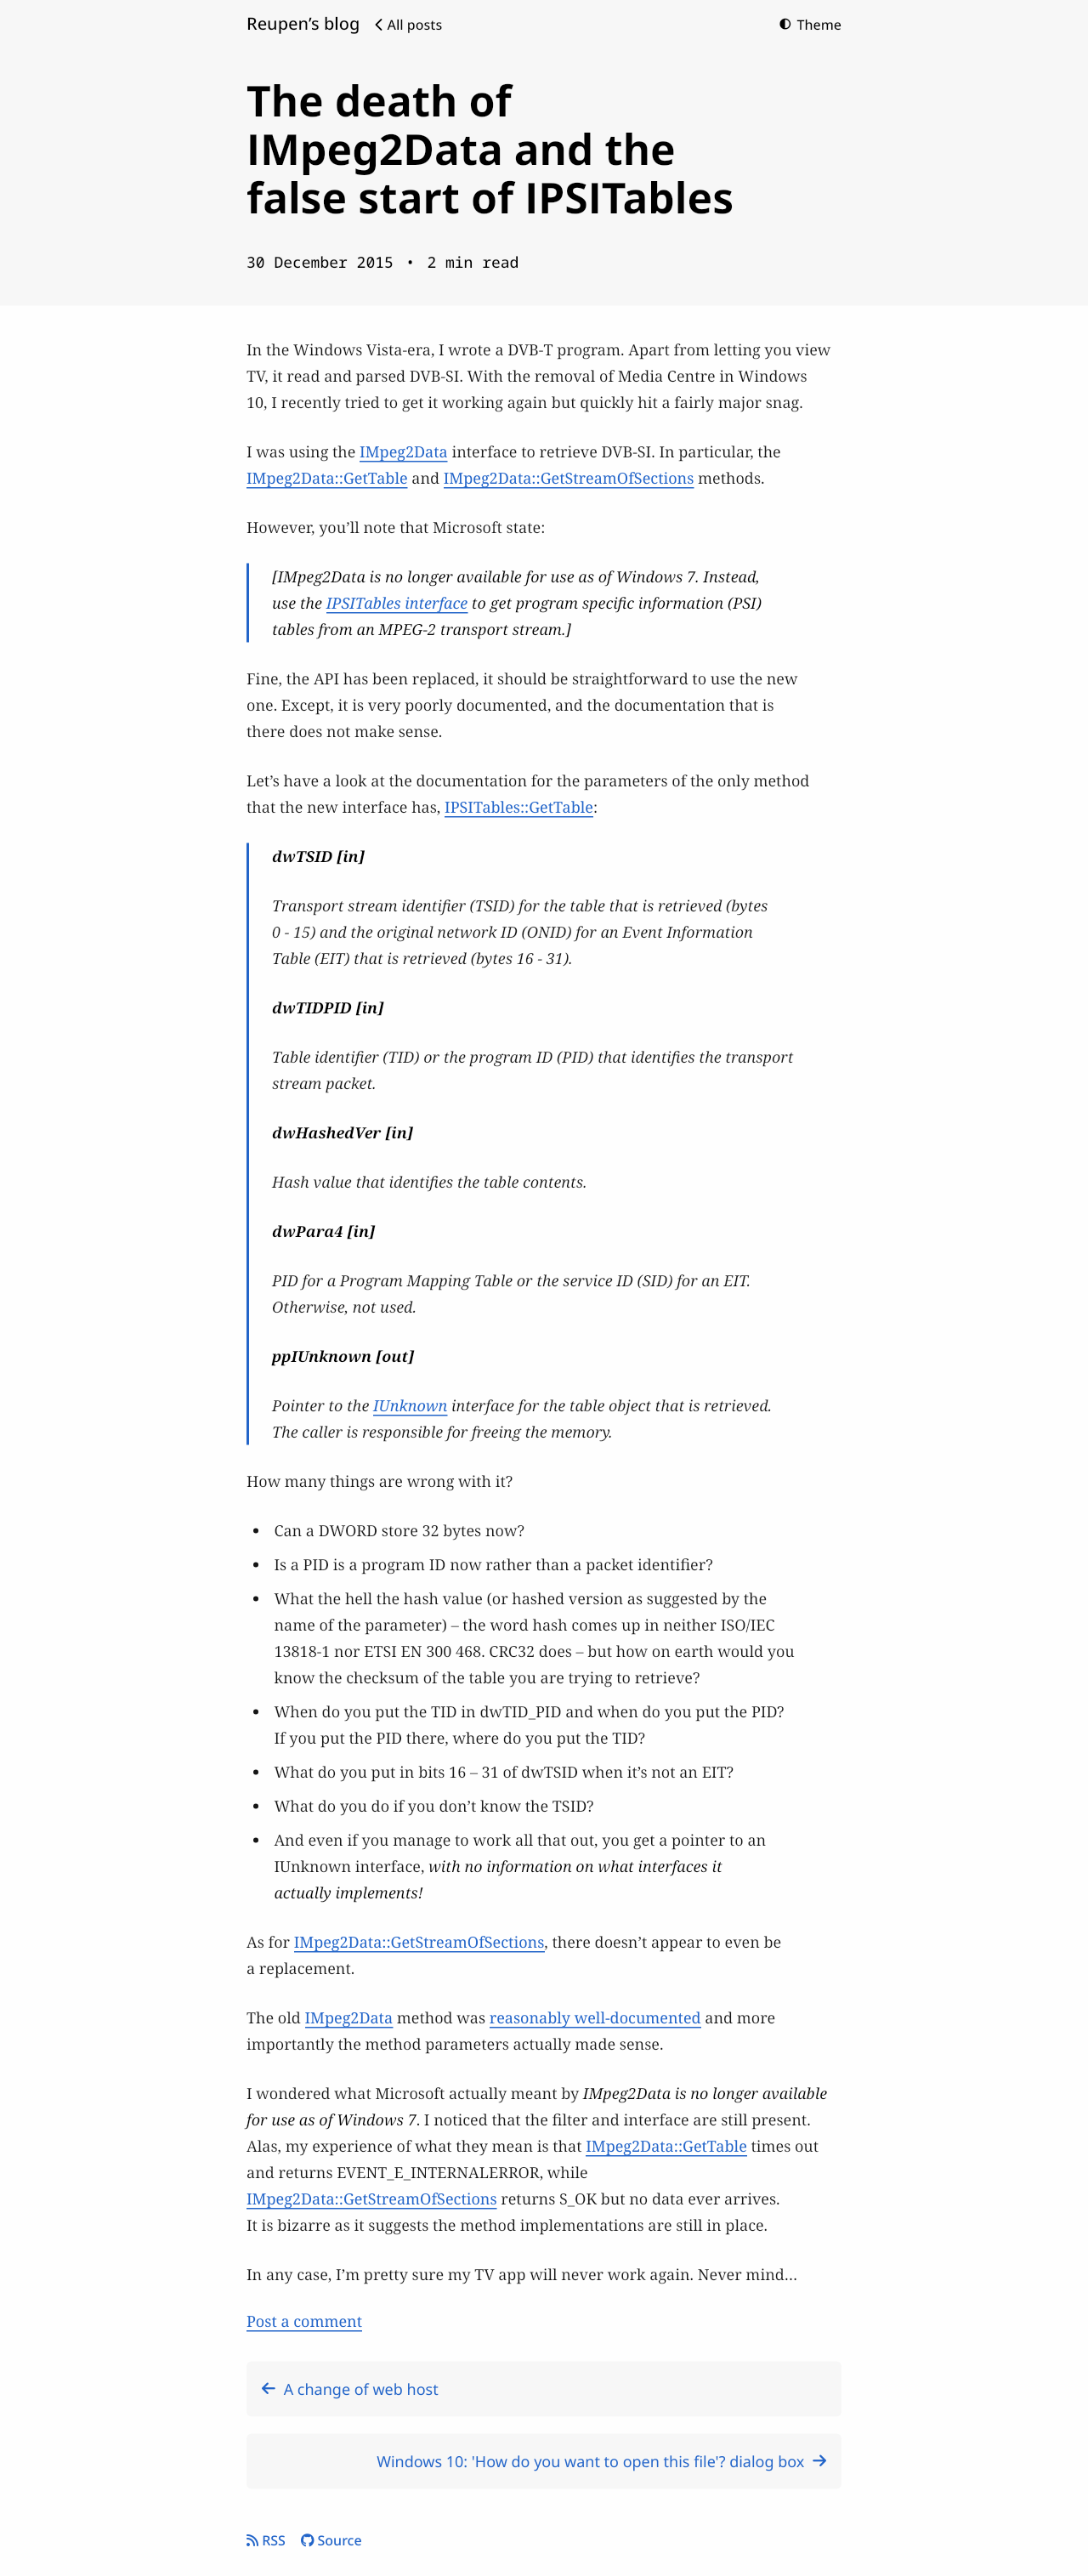 Reupen’s blog All posts Theme
The death of
IMpeg2Data and the
false start of IPSITables
30 December 2015 • 2 min read
In the Windows Vista-era, I wrote a DVB-T program. Apart from letting you view
TV, it read and parsed DVB-SI. With the removal of Media Centre in Windows
10, I recently tried to get it working again but quickly hit a fairly major snag.
I was using the IMpeg2Data interface to retrieve DVB-SI. In particular, the
IMpeg2Data::GetTable and IMpeg2Data::GetStreamOfSections methods.
However, you’ll note that Microsoft state:
[IMpeg2Data is no longer available for use as of Windows 7. Instead,
use the IPSITables interface to get program specific information (PSI)
tables from an MPEG-2 transport stream.]
Fine, the API has been replaced, it should be straightforward to use the new
one. Except, it is very poorly documented, and the documentation that is
there does not make sense.
Let’s have a look at the documentation for the parameters of the only method
that the new interface has, IPSITables::GetTable:
dwTSID [in]
Transport stream identifier (TSID) for the table that is retrieved (bytes
0 - 15) and the original network ID (ONID) for an Event Information
Table (EIT) that is retrieved (bytes 16 - 31).
dwTIDPID [in]
Table identifier (TID) or the program ID (PID) that identifies the transport
stream packet.
dwHashedVer [in]
Hash value that identifies the table contents.
dwPara4 [in]
PID for a Program Mapping Table or the service ID (SID) for an EIT.
Otherwise, not used.
ppIUnknown [out]
Pointer to the IUnknown interface for the table object that is retrieved.
The caller is responsible for freeing the memory.
How many things are wrong with it?
• Can a DWORD store 32 bytes now?
• Is a PID is a program ID now rather than a packet identifier?
• What the hell the hash value (or hashed version as suggested by the
name of the parameter) – the word hash comes up in neither ISO/IEC
13818-1 nor ETSI EN 300 468. CRC32 does – but how on earth would you
know the checksum of the table you are trying to retrieve?
• When do you put the TID in dwTID_PID and when do you put the PID?
If you put the PID there, where do you put the TID?
• What do you put in bits 16 – 31 of dwTSID when it’s not an EIT?
• What do you do if you don’t know the TSID?
• And even if you manage to work all that out, you get a pointer to an
IUnknown interface, with no information on what interfaces it
actually implements!
As for IMpeg2Data::GetStreamOfSections, there doesn’t appear to even be
a replacement.
The old IMpeg2Data method was reasonably well-documented and more
importantly the method parameters actually made sense.
I wondered what Microsoft actually meant by IMpeg2Data is no longer available
for use as of Windows 7. I noticed that the filter and interface are still present.
Alas, my experience of what they mean is that IMpeg2Data::GetTable times out
and returns EVENT_E_INTERNALERROR, while
IMpeg2Data::GetStreamOfSections returns S_OK but no data ever arrives.
It is bizarre as it suggests the method implementations are still in place.
In any case, I’m pretty sure my TV app will never work again. Never mind…
Post a comment
← A change of web host
Windows 10: 'How do you want to open this file'? dialog box →
RSS Source